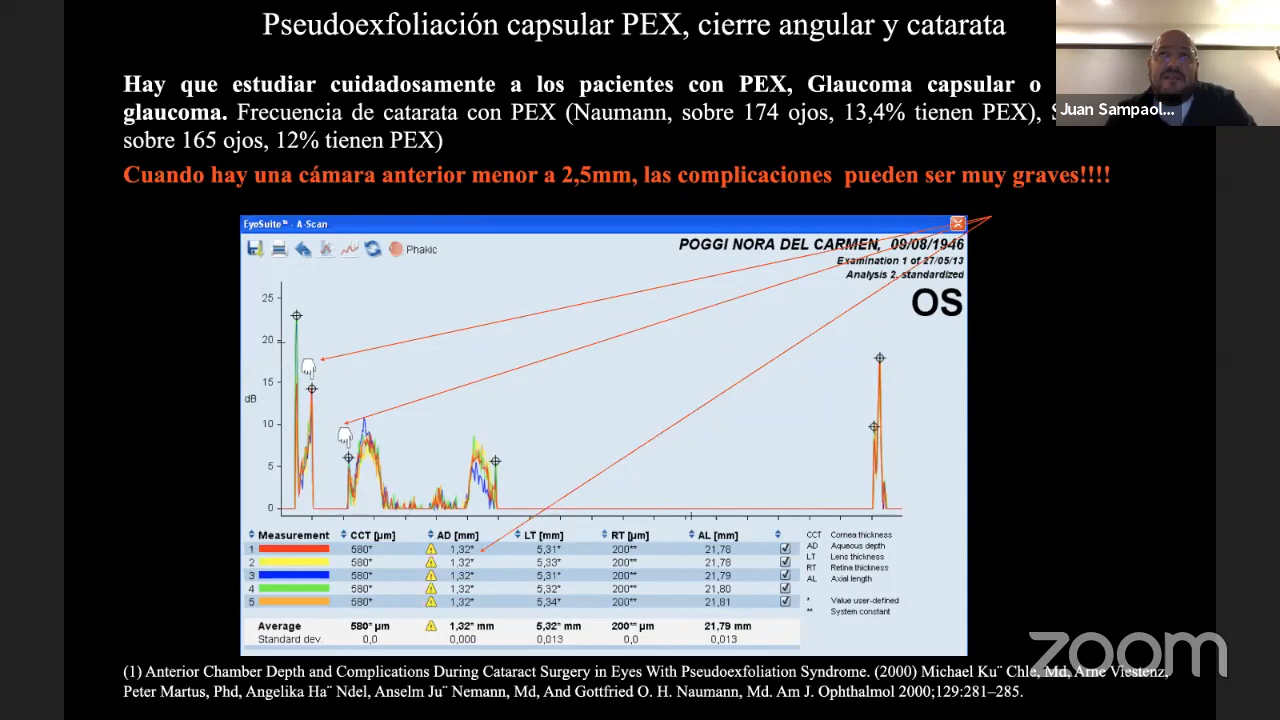 Pseudoexfoliación capsular PEX, cierre angular y catarata
Hay que estudiar cuidadosamente a los pacientes con PEX, Glaucoma capsular o
glaucoma. Frecuencia de catarata con PEX (Naumann, sobre 174 ojos, 13,4% tienen PEX),
sobre 165 ojos, 12% tienen PEX)
Cuando hay una cámara anterior menor a 2,5mm, las complicaciones pueden ser muy graves!!!!
Juan Sampaol...
EyeSuite™ - A-Scan
Phakic
POGGI NORA DEL CARMEN, 09/08/1946
Examination 1 of 27/05/13
Analysis 2, standardized
OS
25
20
15
dB
10
5
0
Measurement CCT [µm] AD [mm] LT [mm] RT [µm] AL [mm]
1 580* 1,32* 5,31* 200** 21,78
2 580* 1,32* 5,33* 200** 21,78
3 580* 1,32* 5,31* 200** 21,79
4 580* 1,32* 5,32* 200** 21,80
5 580* 1,32* 5,34* 200** 21,81
Average 580* µm 1,32* mm 5,32* mm 200** µm 21,79 mm
Standard dev. 0,0 0,000 0,013 0,0 0,013
CCT Cornea thickness
AD Aqueous depth
LT Lens thickness
RT Retina thickness
AL Axial length
* Value user-defined
** System constant
zoom
(1) Anterior Chamber Depth and Complications During Cataract Surgery in Eyes With Pseudoexfoliation Syndrome. (2000) Michael Ku¨ Chle, Md, Arne Viestenz,
Peter Martus, Phd, Angelika Ha¨ Ndel, Anselm Ju¨ Nemann, Md, And Gottfried O. H. Naumann, Md. Am J. Ophthalmol 2000;129:281–285.